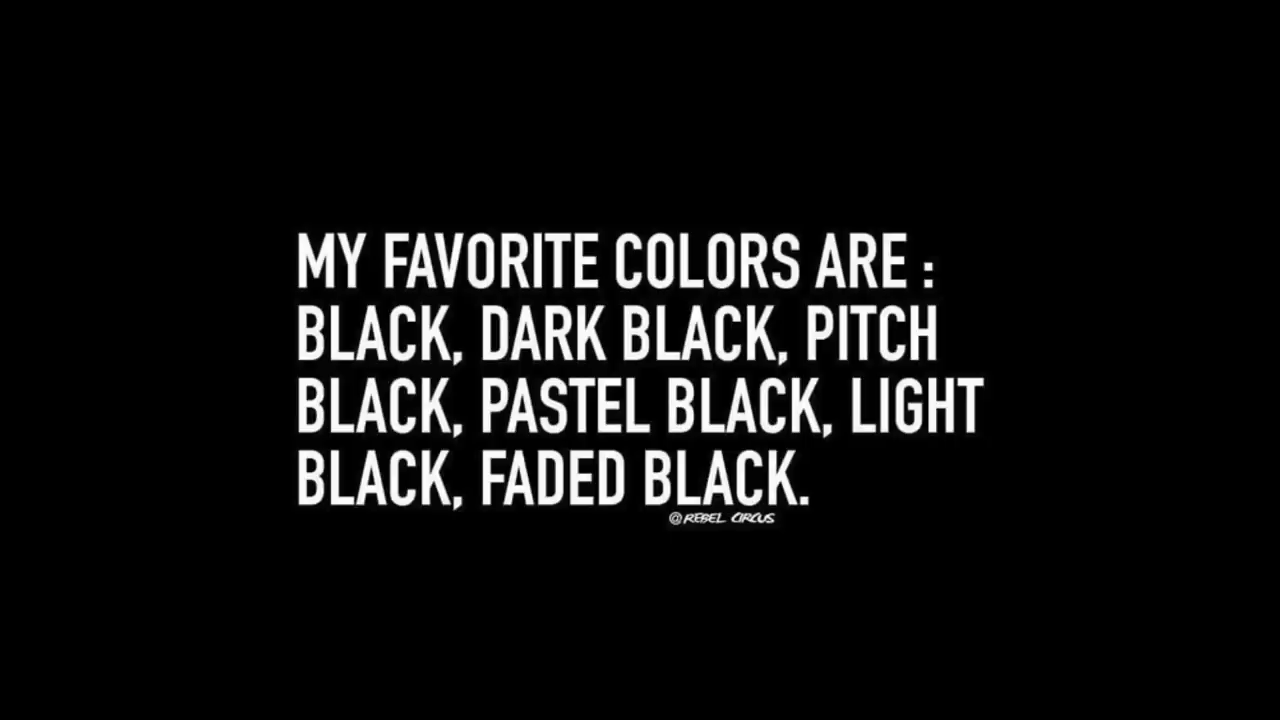 MY FAVORITE COLORS ARE :
BLACK, DARK BLACK, PITCH
BLACK, PASTEL BLACK, LIGHT
BLACK, FADED BLACK.
@REBEL CIRCUS